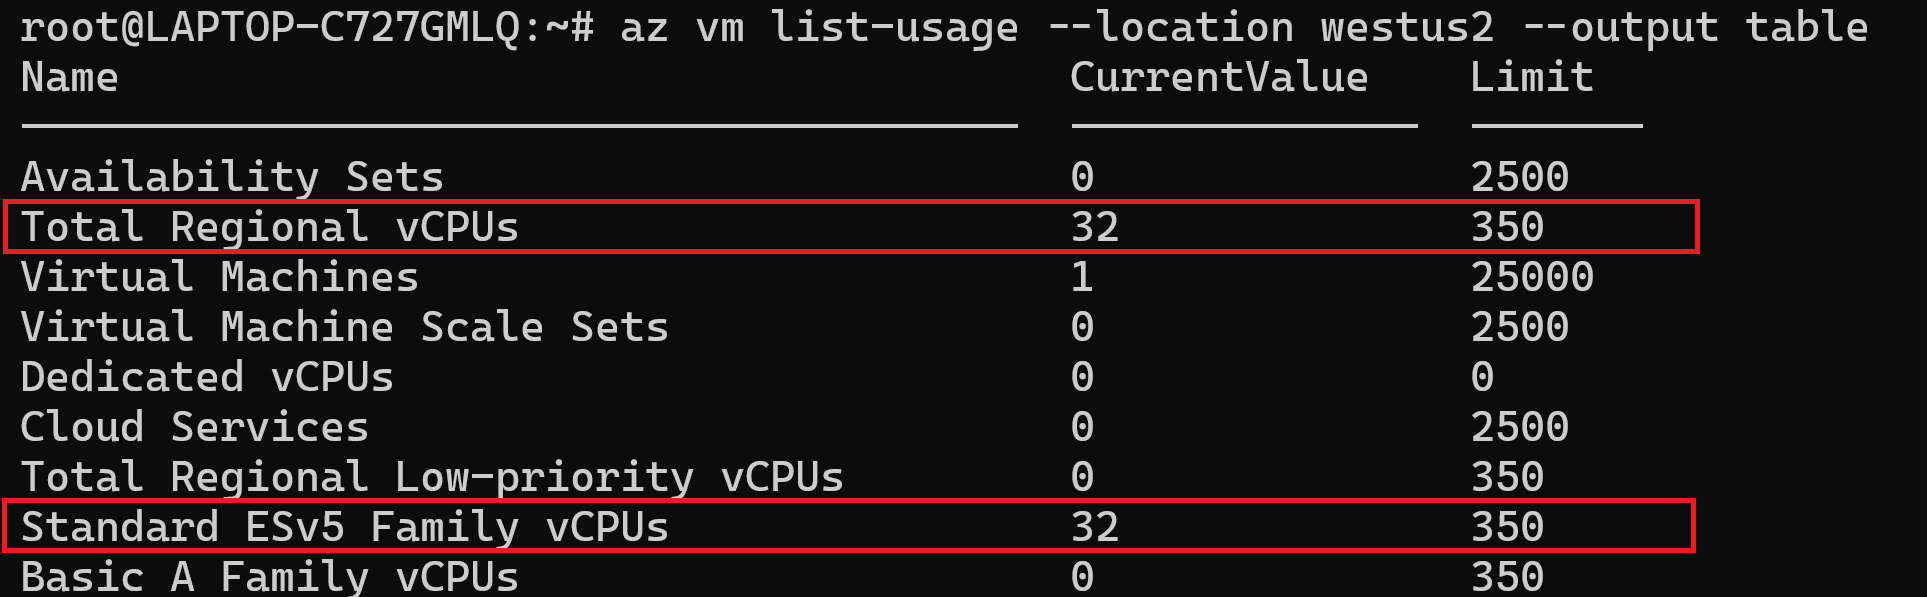 root@LAPTOP-C727GMLQ:~# az vm list-usage --location westus2 --output table
Name CurrentValue Limit
Availability Sets 0 2500
Total Regional vCPUs 32 350
Virtual Machines 1 25000
Virtual Machine Scale Sets 0 2500
Dedicated vCPUs 0 0
Cloud Services 0 2500
Total Regional Low-priority vCPUs 0 350
Standard ESv5 Family vCPUs 32 350
Basic A Family vCPUs 0 350